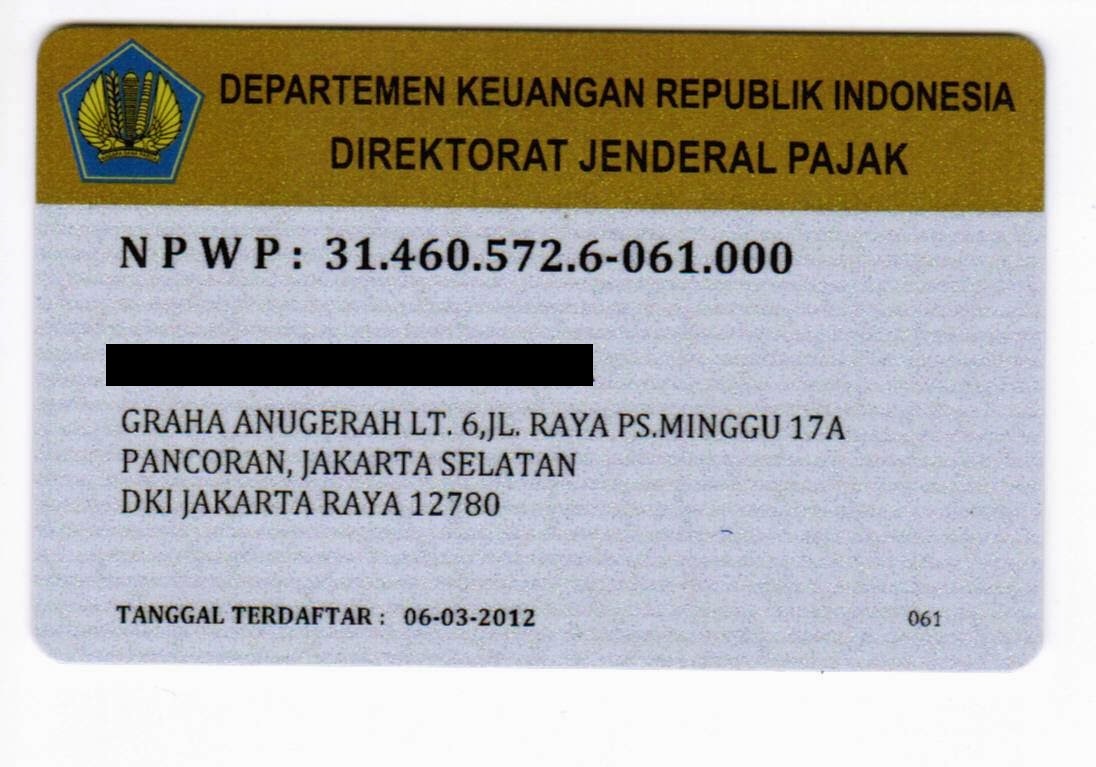 DEPARTEMEN KEUANGAN REPUBLIK INDONESIA
DIREKTORAT JENDERAL PAJAK
N P W P : 31.460.572.6-061.000
GRAHA ANUGERAH LT. 6,JL. RAYA PS.MINGGU 17A
PANCORAN, JAKARTA SELATAN
DKI JAKARTA RAYA 12780
TANGGAL TERDAFTAR : 06-03-2012
061